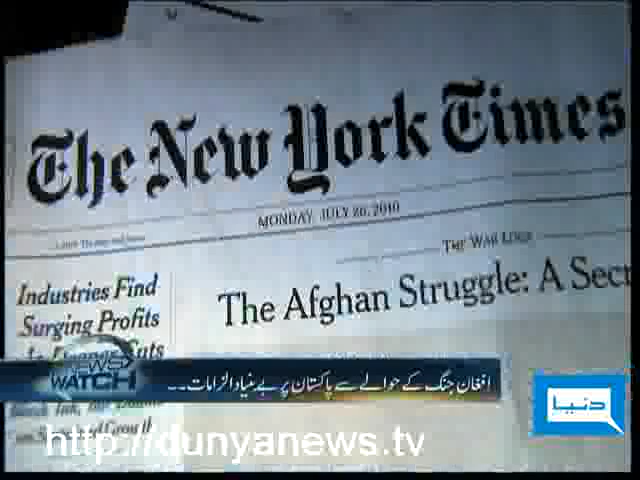 The New York Times
MONDAY, JULY 26, 2010
THE WAR LOGS
Industries Find
Surging Profits
The Afghan Struggle: A Secr
NEWS
WATCH
افغان جنگ کے حوالے سے پاکستان پر بے بنیاد الزامات۔۔
دنیا
http://dunyanews.tv